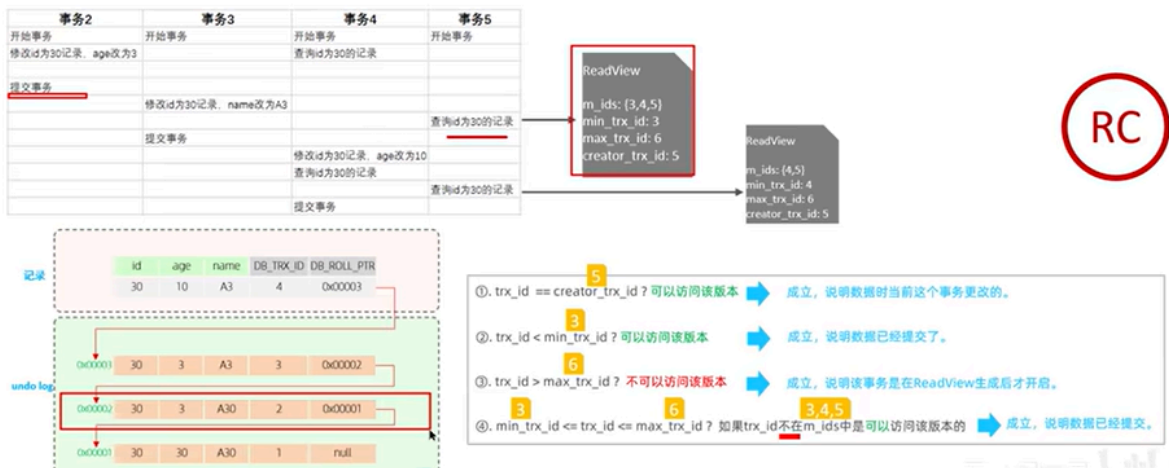 事务2 事务3 事务4 事务5
开始事务 开始事务 开始事务 开始事务
修改id为30记录，age改为3 查询id为30的记录
提交事务
修改id为30记录，name改为A3
查询id为30的记录
提交事务
修改id为30记录，age改为10
查询id为30的记录
查询id为30的记录
提交事务
ReadView
m_ids: {3,4,5}
min_trx_id: 3
max_trx_id: 6
creator_trx_id: 5
ReadView
m_ids: {4,5}
min_trx_id: 4
max_trx_id: 6
creator_trx_id: 5
RC
记录
id age name DB_TRX_ID DB_ROLL_PTR
30 10 A3 4 0x00003
undo log
0x00003 30 3 A3 3 0x00002
0x00002 30 3 A30 2 0x00001
0x00001 30 30 A30 1 null
5
①. trx_id == creator_trx_id ? 可以访问该版本 成立，说明数据时当前这个事务更改的。
3
②. trx_id < min_trx_id ? 可以访问该版本 成立，说明数据已经提交了。
6
③. trx_id > max_trx_id ? 不可以访问该版本 成立，说明该事务是在ReadView生成后才开启。
3 6 3,4,5
④. min_trx_id <= trx_id <= max_trx_id ? 如果trx_id不在m_ids中是可以访问该版本的 成立，说明数据已经提交。